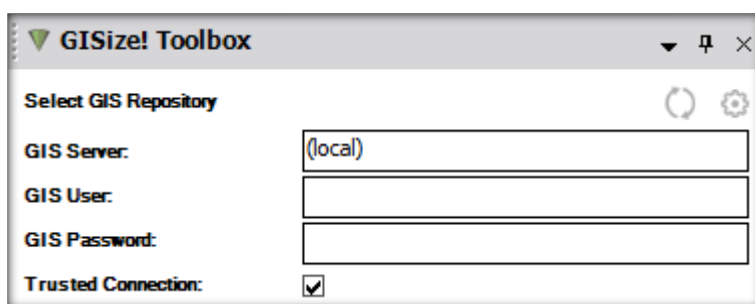 GISize! Toolbox
Select GIS Repository
GIS Server: (local)
GIS User:
GIS Password:
Trusted Connection: